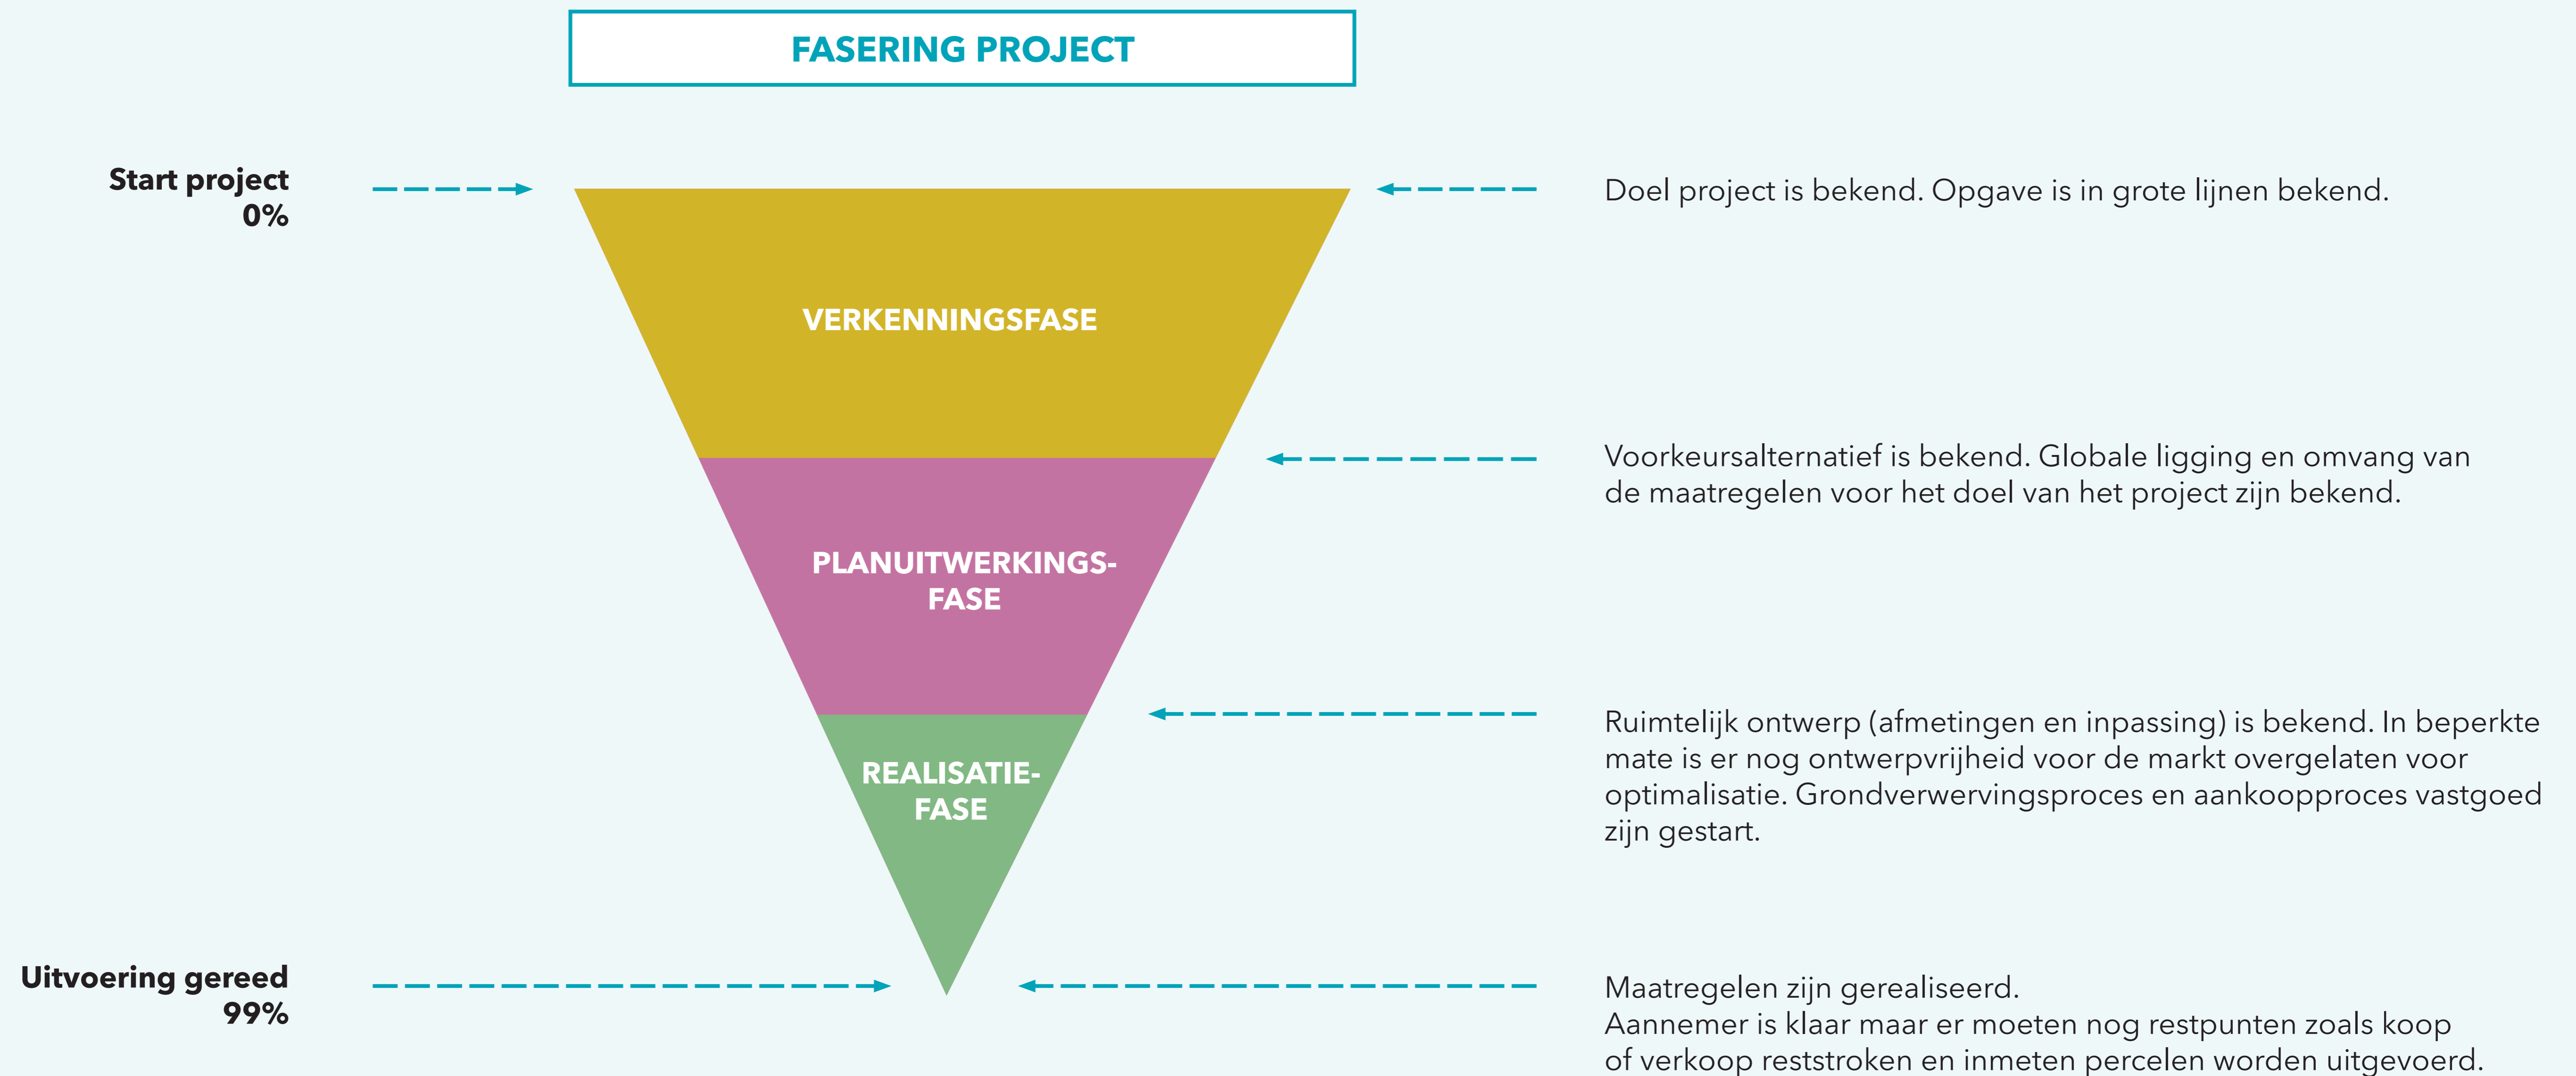 FASERING PROJECT
Start project
0%
Doel project is bekend. Opgave is in grote lijnen bekend.
VERKENNINGSFASE
Voorkeursalternatief is bekend. Globale ligging en omvang van
de maatregelen voor het doel van het project zijn bekend.
PLANUITWERKINGS-
FASE
Ruimtelijk ontwerp (afmetingen en inpassing) is bekend. In beperkte
mate is er nog ontwerpvrijheid voor de markt overgelaten voor
optimalisatie. Grondverwervingsproces en aankoopproces vastgoed
zijn gestart.
REALISATIE-
FASE
Uitvoering gereed
99%
Maatregelen zijn gerealiseerd.
Aannemer is klaar maar er moeten nog restpunten zoals koop
of verkoop reststroken en inmeten percelen worden uitgevoerd.